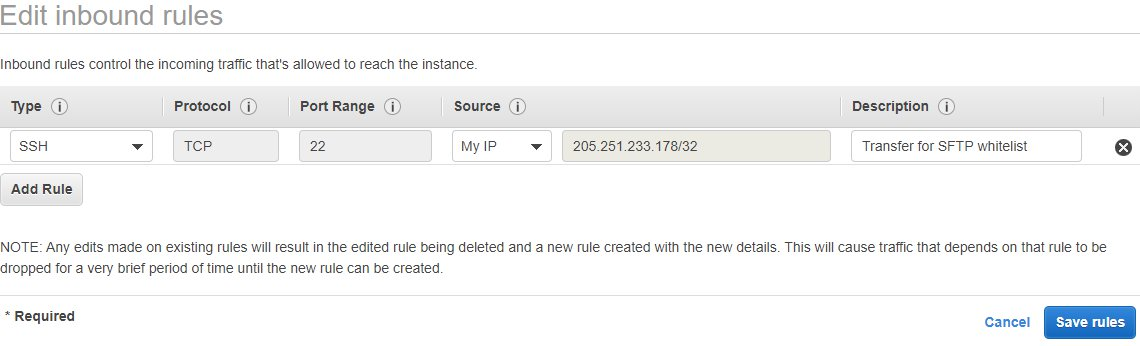 Edit inbound rules
Inbound rules control the incoming traffic that's allowed to reach the instance.
Type i Protocol i Port Range i Source i Description i
SSH TCP 22 My IP 205.251.233.178/32 Transfer for SFTP whitelist
Add Rule
NOTE: Any edits made on existing rules will result in the edited rule being deleted and a new rule created with the new details. This will cause traffic that depends on that rule to be
dropped for a very brief period of time until the new rule can be created.
* Required
Cancel Save rules